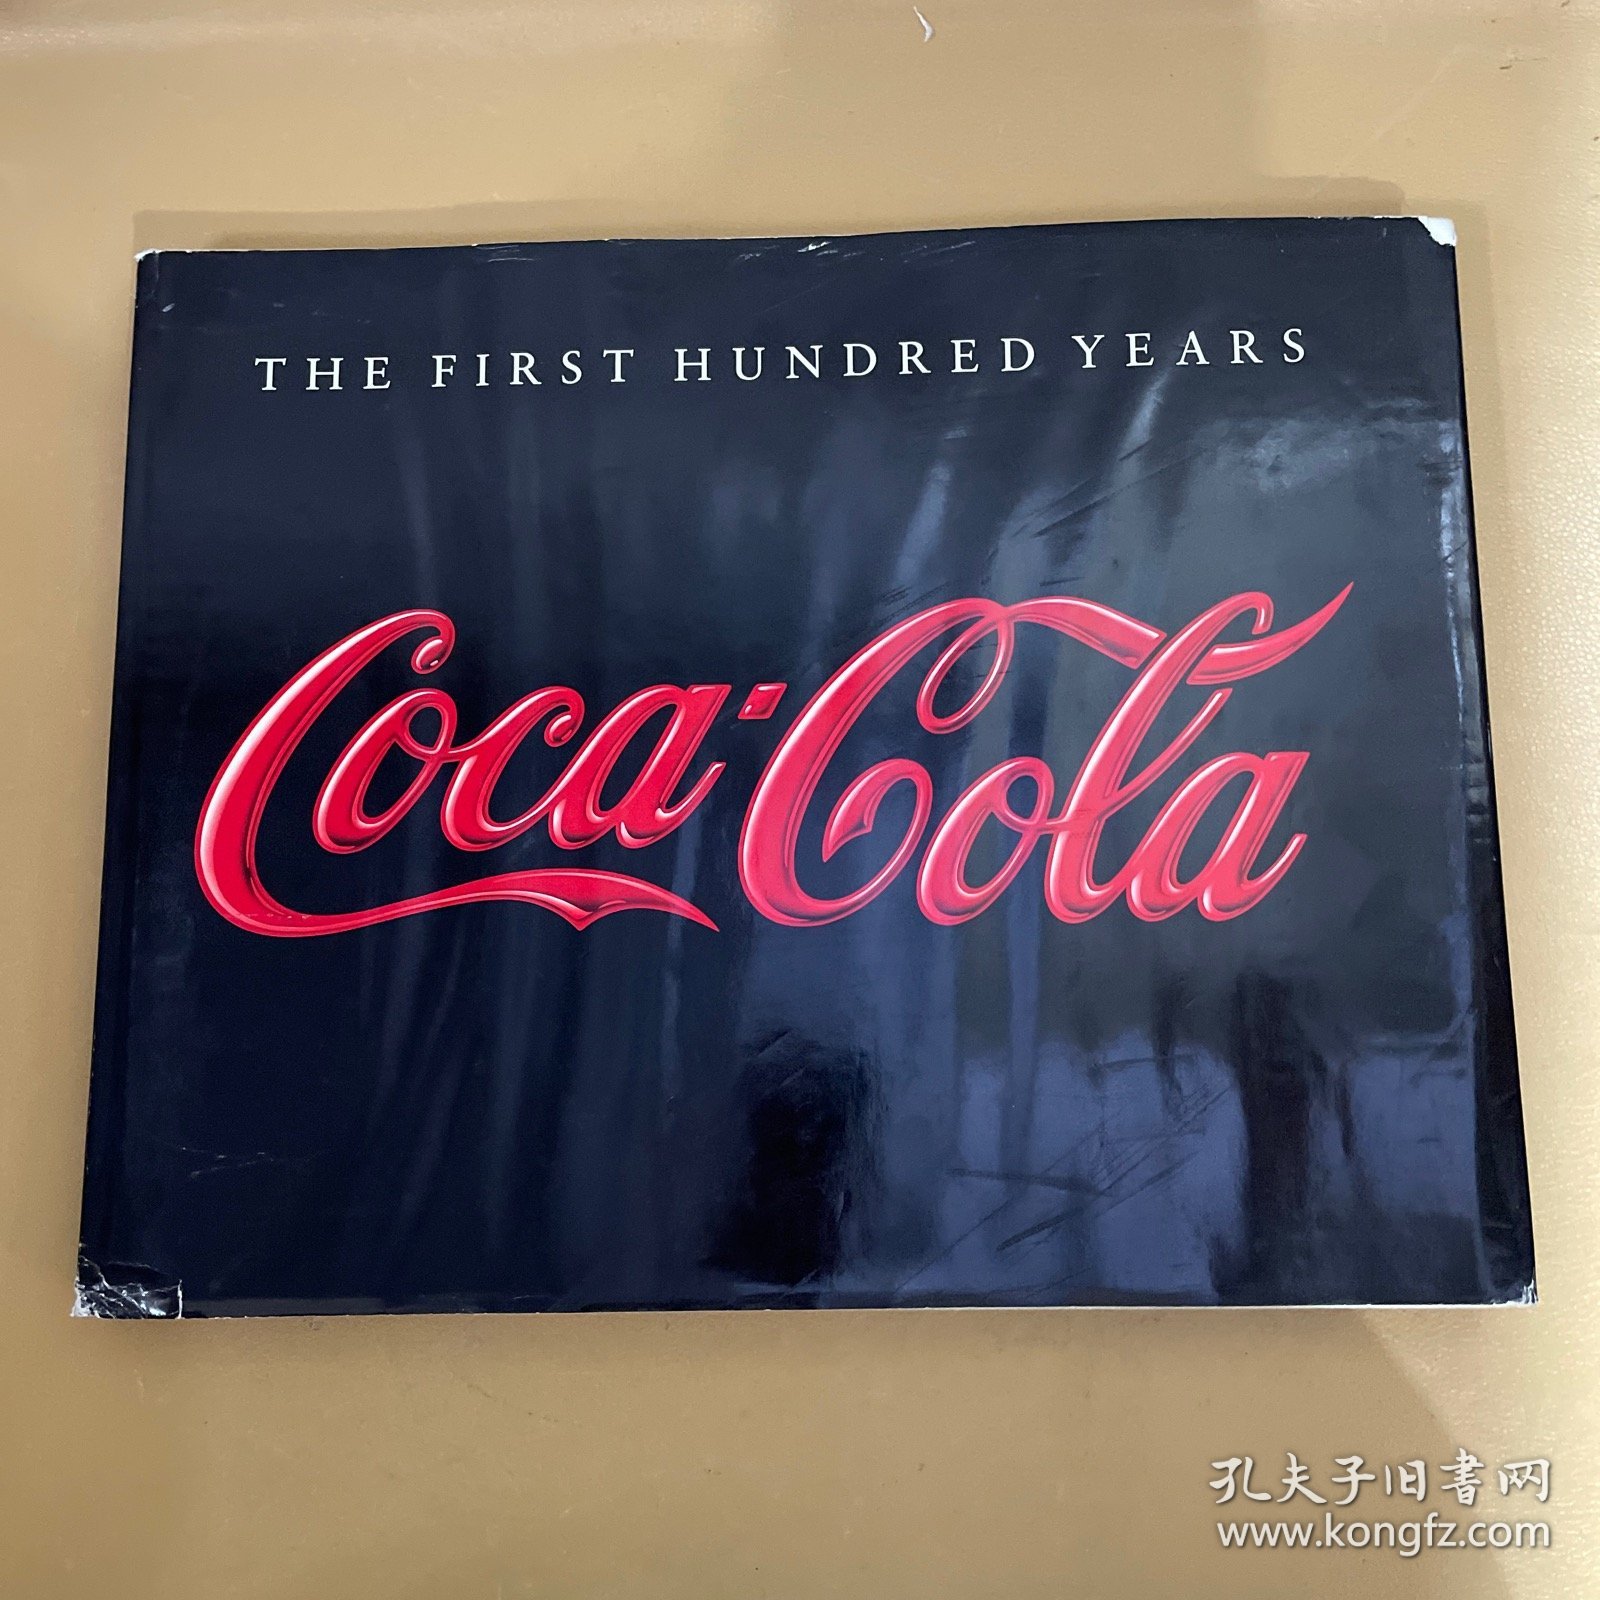 THE FIRST HUNDRED YEARS
Coca-Cola
孔夫子旧书网
www.kongfz.com